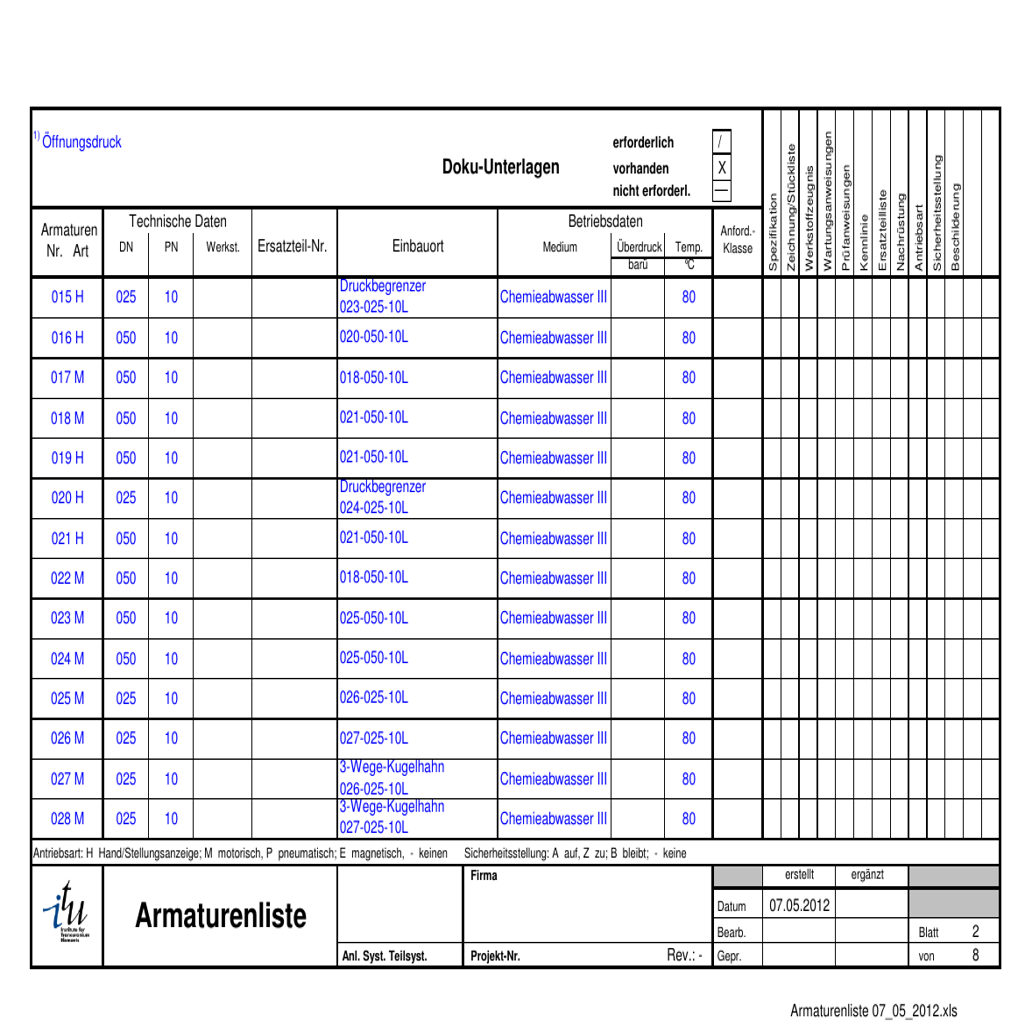 1) Öffnungsdruck
Doku-Unterlagen
erforderlich /
vorhanden X
nicht erforderl. —
Spezifikation
Zeichnung/Stückliste
Werkstoffzeugnis
Wartungsanweisungen
Prüfanweisungen
Kennlinie
Ersatzteilliste
Nachrüstung
Antriebsart
Sicherheitsstellung
Beschilderung
Armaturen Technische Daten Betriebsdaten Anford.-
Nr. Art DN PN Werkst. Ersatzteil-Nr. Einbauort Medium Überdruck Temp. Klasse
barü °C
015 H 025 10 Druckbegrenzer Chemieabwasser III 80
023-025-10L
016 H 050 10 020-050-10L Chemieabwasser III 80
017 M 050 10 018-050-10L Chemieabwasser III 80
018 M 050 10 021-050-10L Chemieabwasser III 80
019 H 050 10 021-050-10L Chemieabwasser III 80
020 H 025 10 Druckbegrenzer Chemieabwasser III 80
024-025-10L
021 H 050 10 021-050-10L Chemieabwasser III 80
022 M 050 10 018-050-10L Chemieabwasser III 80
023 M 050 10 025-050-10L Chemieabwasser III 80
024 M 050 10 025-050-10L Chemieabwasser III 80
025 M 025 10 026-025-10L Chemieabwasser III 80
026 M 025 10 027-025-10L Chemieabwasser III 80
027 M 025 10 3-Wege-Kugelhahn Chemieabwasser III 80
026-025-10L
028 M 025 10 3-Wege-Kugelhahn Chemieabwasser III 80
027-025-10L
Antriebsart: H Hand/Stellungsanzeige; M motorisch, P pneumatisch; E magnetisch, - keinen Sicherheitsstellung: A auf, Z zu; B bleibt; - keine
itu
Institute for
Transuranium
Elements
Armaturenliste
Anl. Syst. Teilsyst.
Firma
Projekt-Nr. Rev.: -
erstellt ergänzt
Datum 07.05.2012
Bearb. Blatt 2
Gepr. von 8
Armaturenliste 07_05_2012.xls